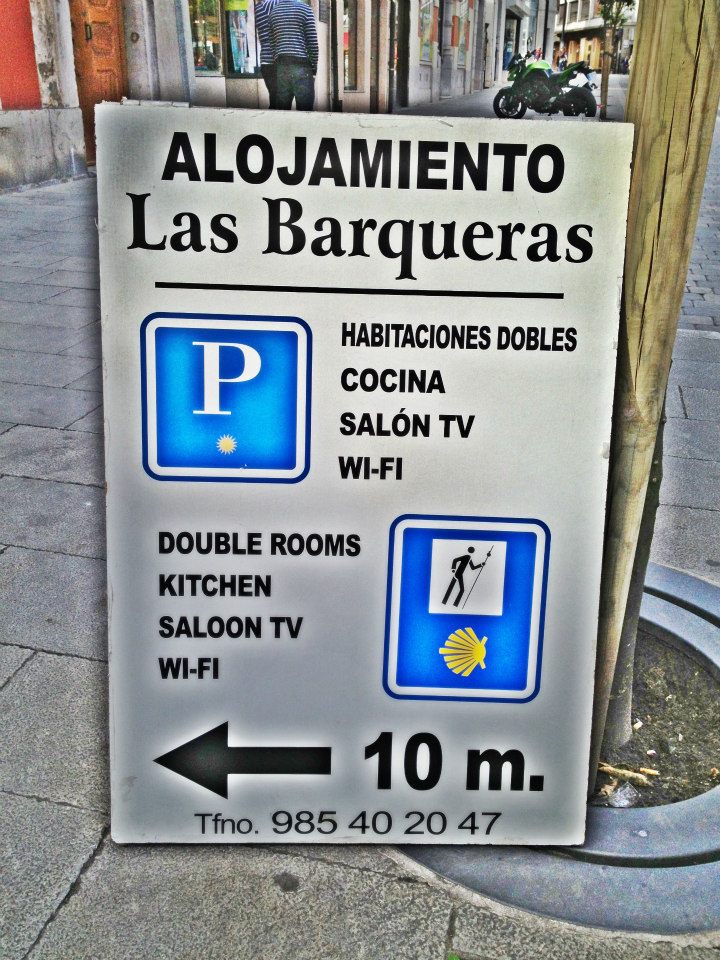 ALOJAMIENTO
Las Barqueras
P
HABITACIONES DOBLES
COCINA
SALÓN TV
WI-FI
DOUBLE ROOMS
KITCHEN
SALOON TV
WI-FI
10 m.
Tfno. 985 40 20 47